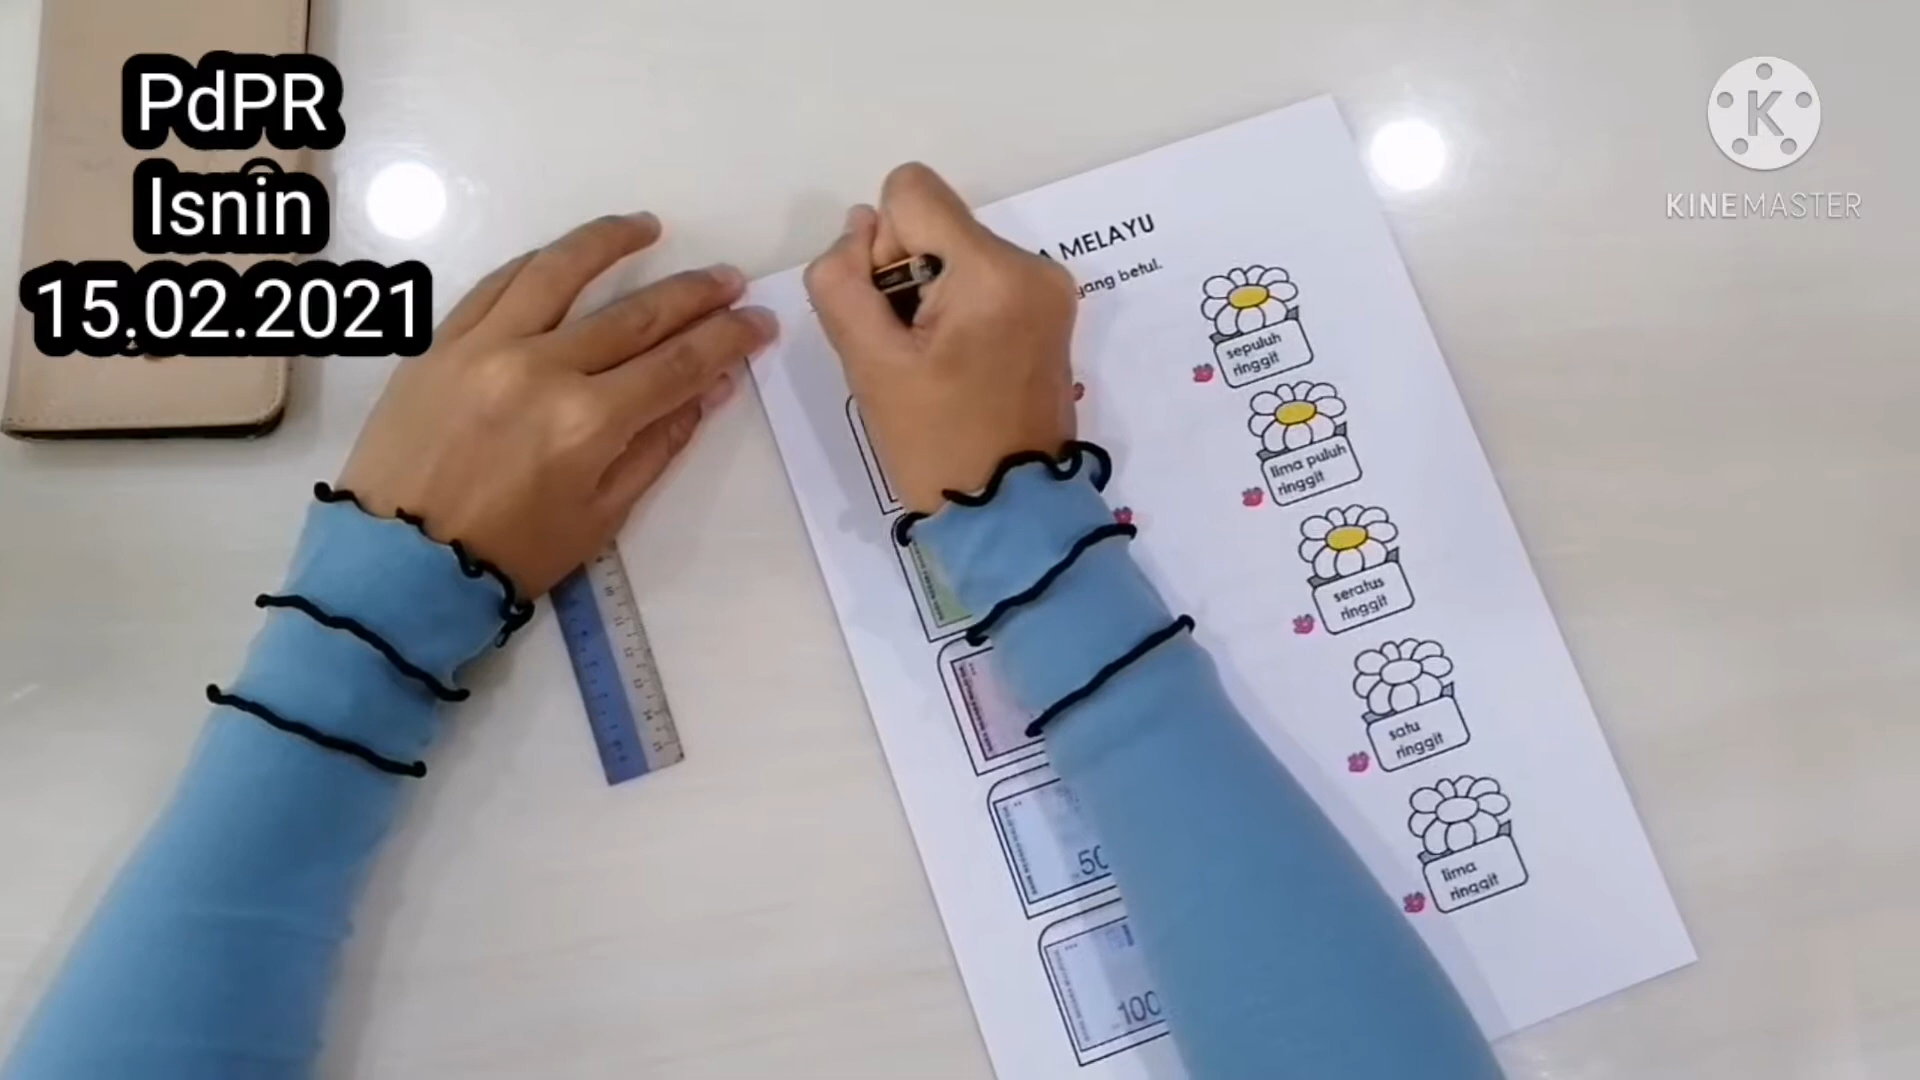 PdPR
Isnin
15.02.2021
KINEMASTER
MELAYU
yang betul.
sepuluh
ringgit
lima puluh
ringgit
seratus
ringgit
satu
ringgit
lima
ringgit
50
100